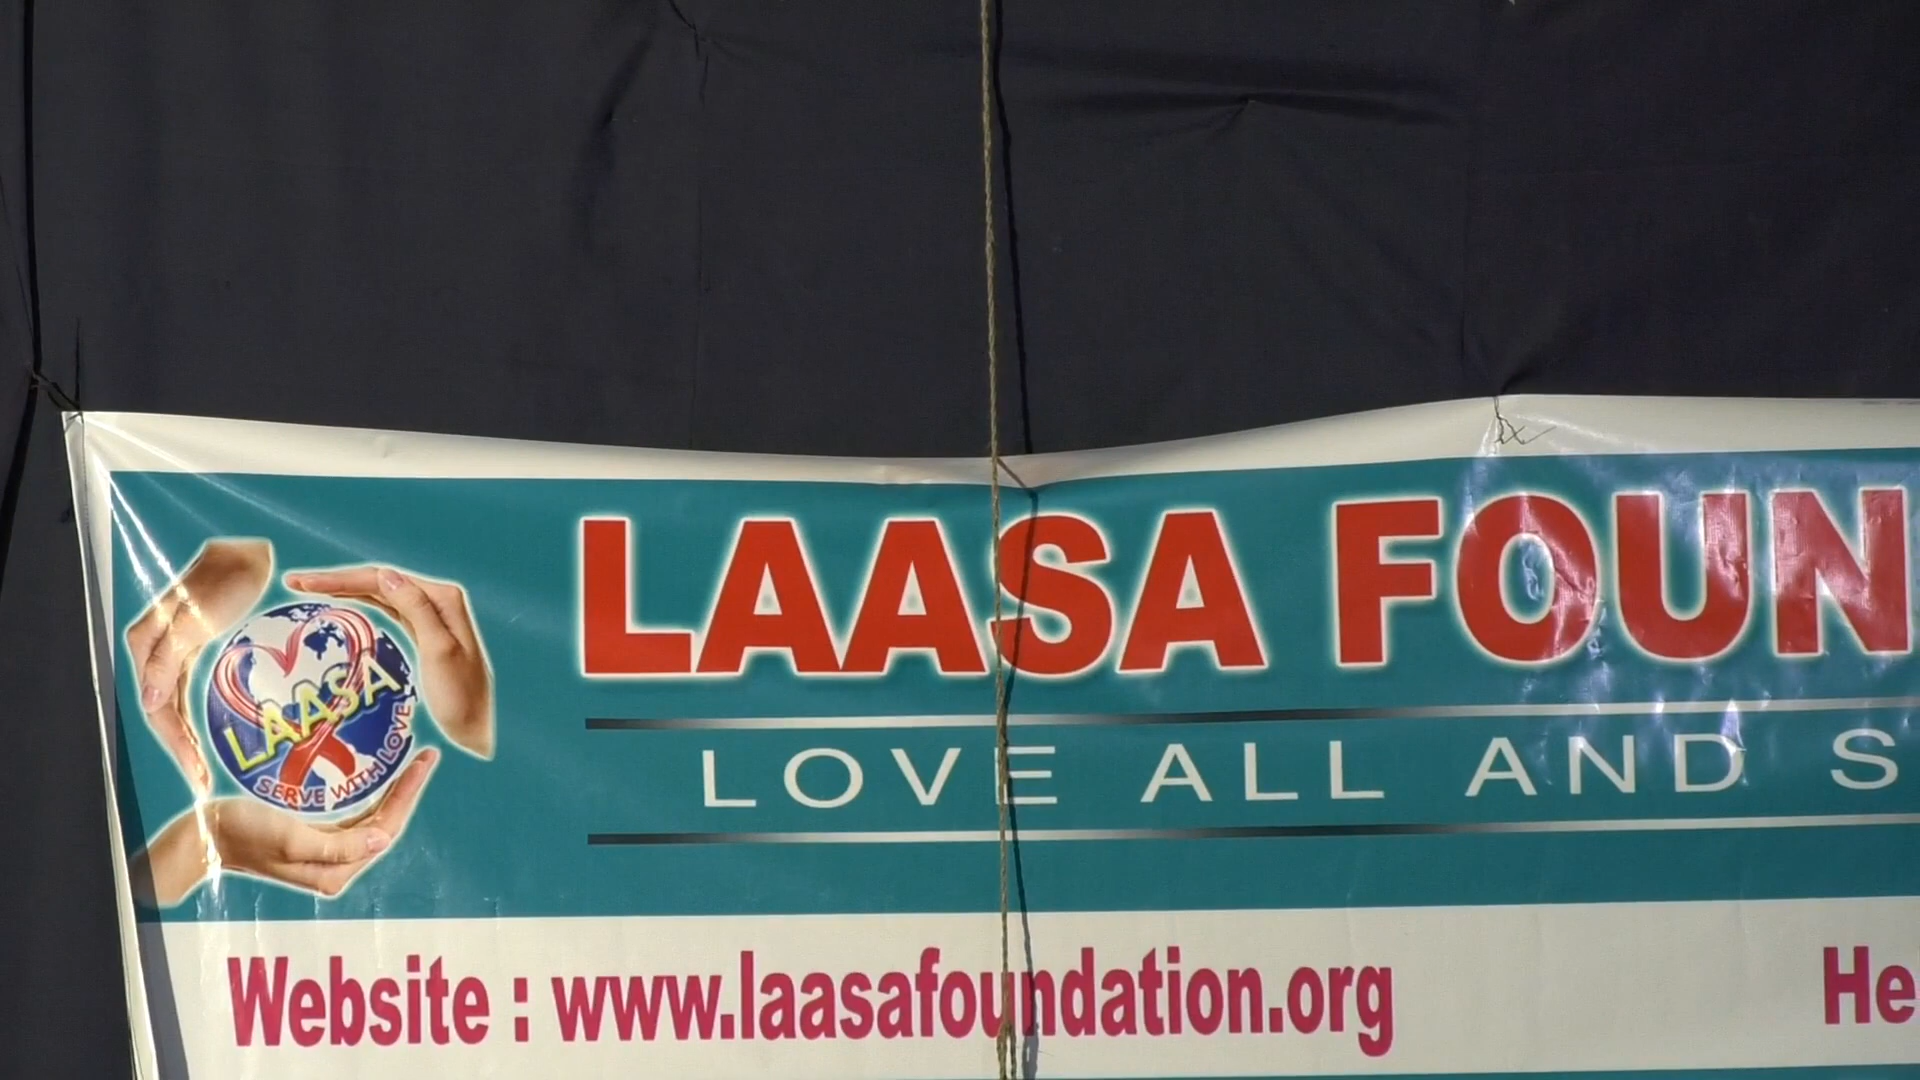 LAASA FOUN
LAASA
SERVE WITH LOVE
LOVE ALL AND S
Website : www.laasafoundation.org
He